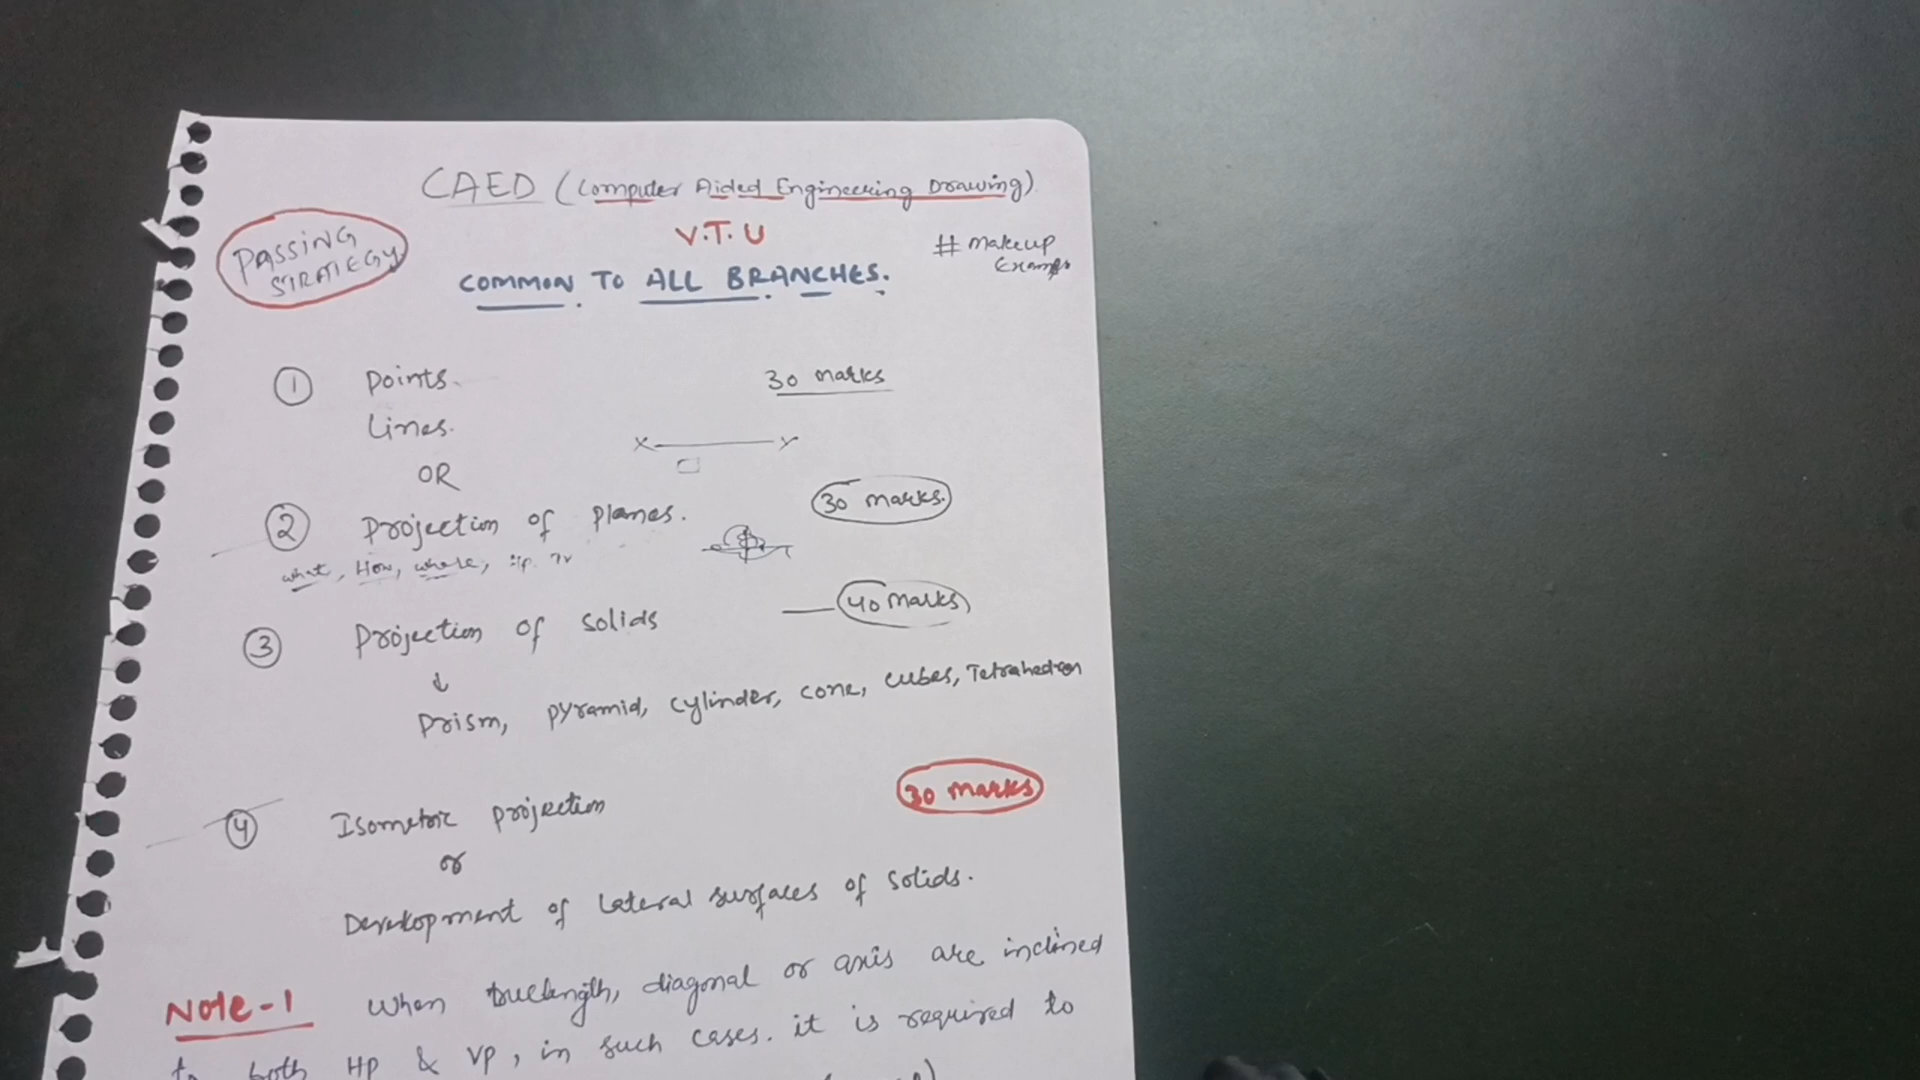 CAED (Computer Aided Engineering Drawing)
PASSING
STRATEGY
V.T.U
# makeup
Exams
COMMON TO ALL BRANCHES.
1 Points. 30 marks
Lines.
X Y
OR
2 Projection of planes. 30 marks.
what, How, where,
3 Projection of solids 40 marks
Prism, pyramid, cylinder, cone, cubes, Tetrahedron
4 Isometric projection 30 marks
or
Development of Lateral surfaces of solids.
Note-1 when truelength, diagonal or axis are inclined
to both HP & VP, in such cases. it is required to